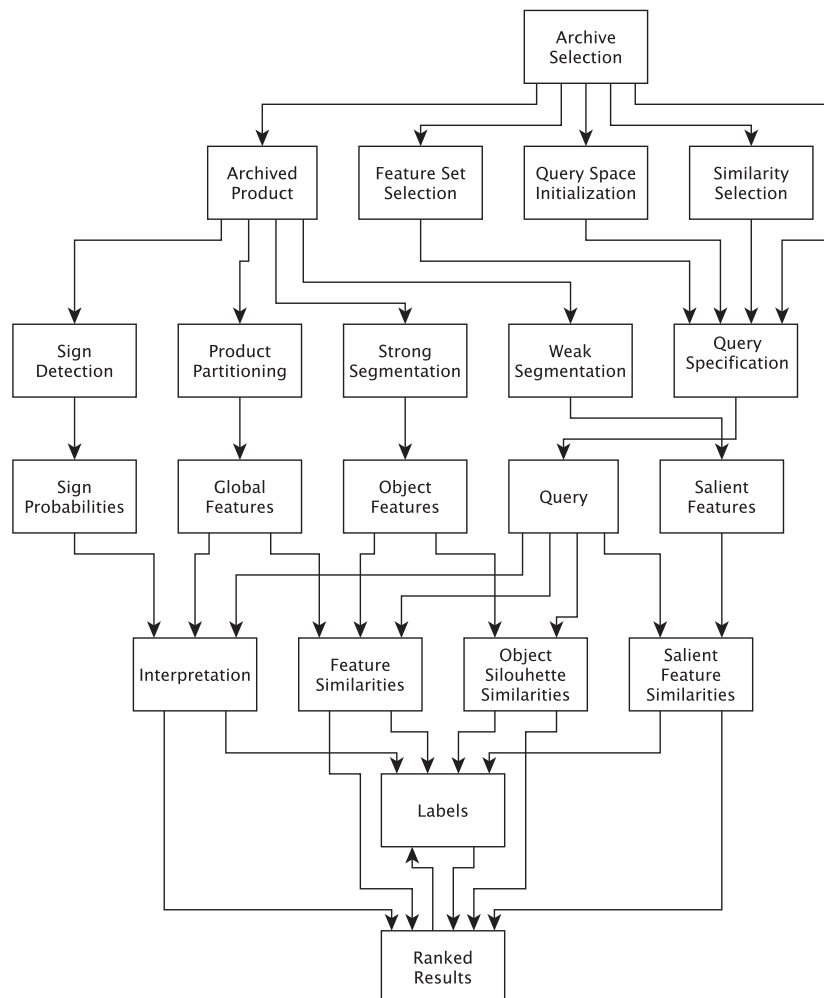 Archive
Selection
Archived
Product
Feature Set
Selection
Query Space
Initialization
Similarity
Selection
Sign
Detection
Product
Partitioning
Strong
Segmentation
Weak
Segmentation
Query
Specification
Sign
Probabilities
Global
Features
Object
Features
Query
Salient
Features
Interpretation
Feature
Similarities
Object
Silouhette
Similarities
Salient
Feature
Similarities
Labels
Ranked
Results